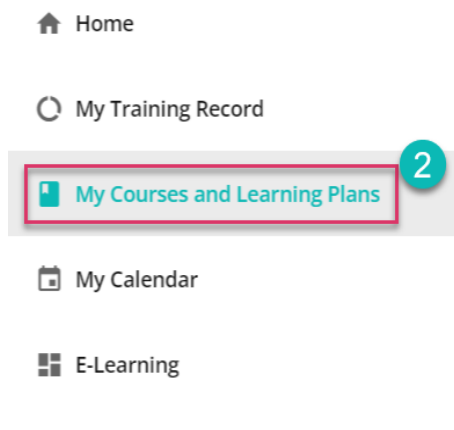 Home
My Training Record
2
My Courses and Learning Plans
My Calendar
E-Learning